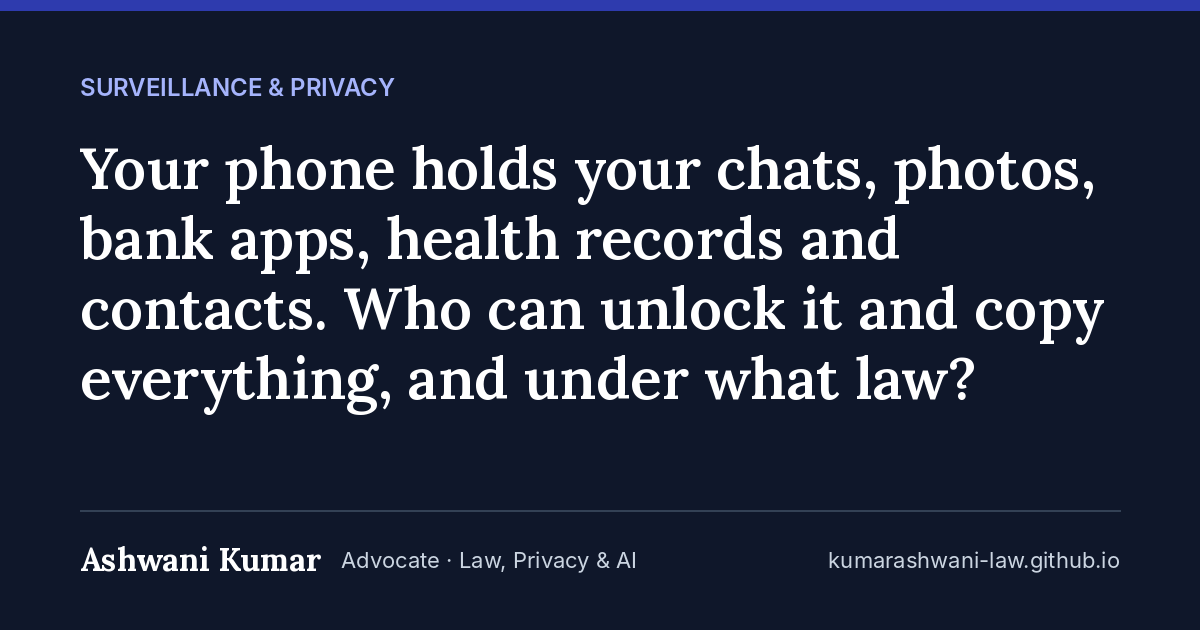 SURVEILLANCE & PRIVACY
Your phone holds your chats, photos,
bank apps, health records and
contacts. Who can unlock it and copy
everything, and under what law?
Ashwani Kumar Advocate · Law, Privacy & AI kumarashwani-law.github.io